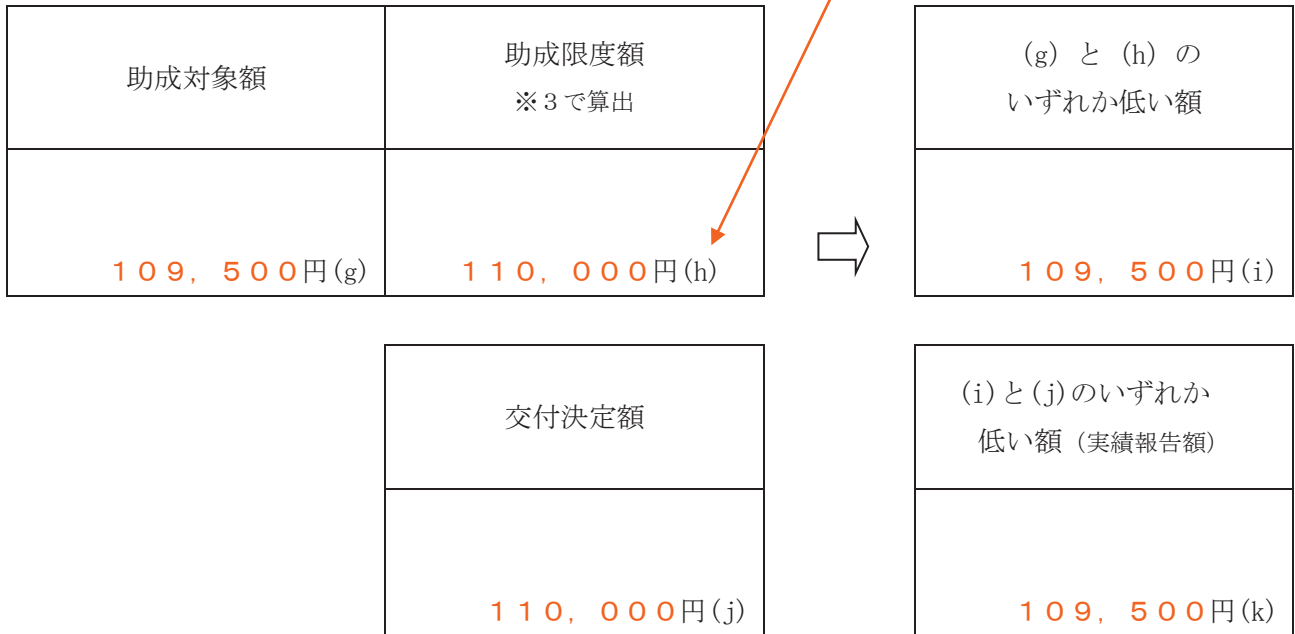 助成対象額
助成限度額
※３で算出
(g) と (h) の
いずれか低い額
１０９，５００円(g)
１１０，０００円(h)
１０９，５００円(i)
交付決定額
(i)と(j)のいずれか
低い額（実績報告額）
１１０，０００円(j)
１０９，５００円(k)